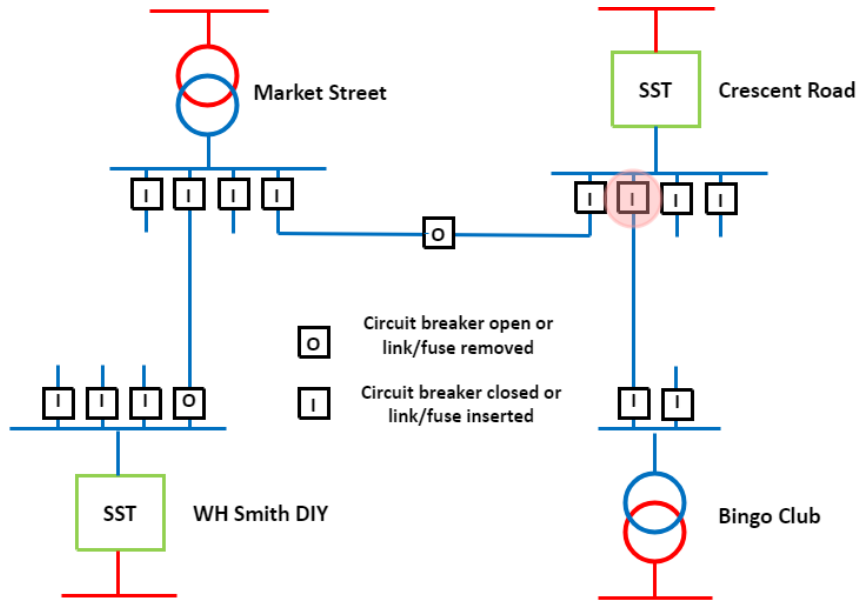 Market Street
SST
Crescent Road
I I I I
I I I I
O
O
Circuit breaker open or
link/fuse removed
I
Circuit breaker closed or
link/fuse inserted
I I I O
I I
SST
WH Smith DIY
Bingo Club